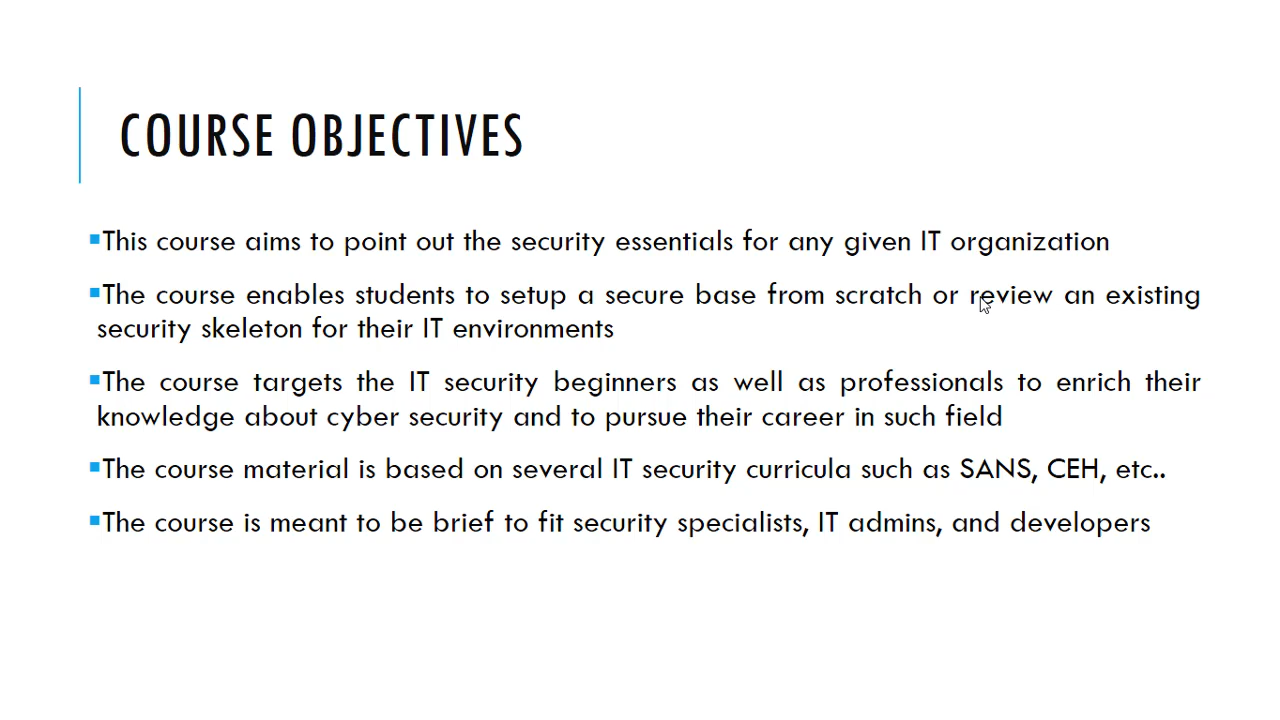 COURSE OBJECTIVES
▪This course aims to point out the security essentials for any given IT organization
▪The course enables students to setup a secure base from scratch or review an existing
security skeleton for their IT environments
▪The course targets the IT security beginners as well as professionals to enrich their
knowledge about cyber security and to pursue their career in such field
▪The course material is based on several IT security curricula such as SANS, CEH, etc..
▪The course is meant to be brief to fit security specialists, IT admins, and developers